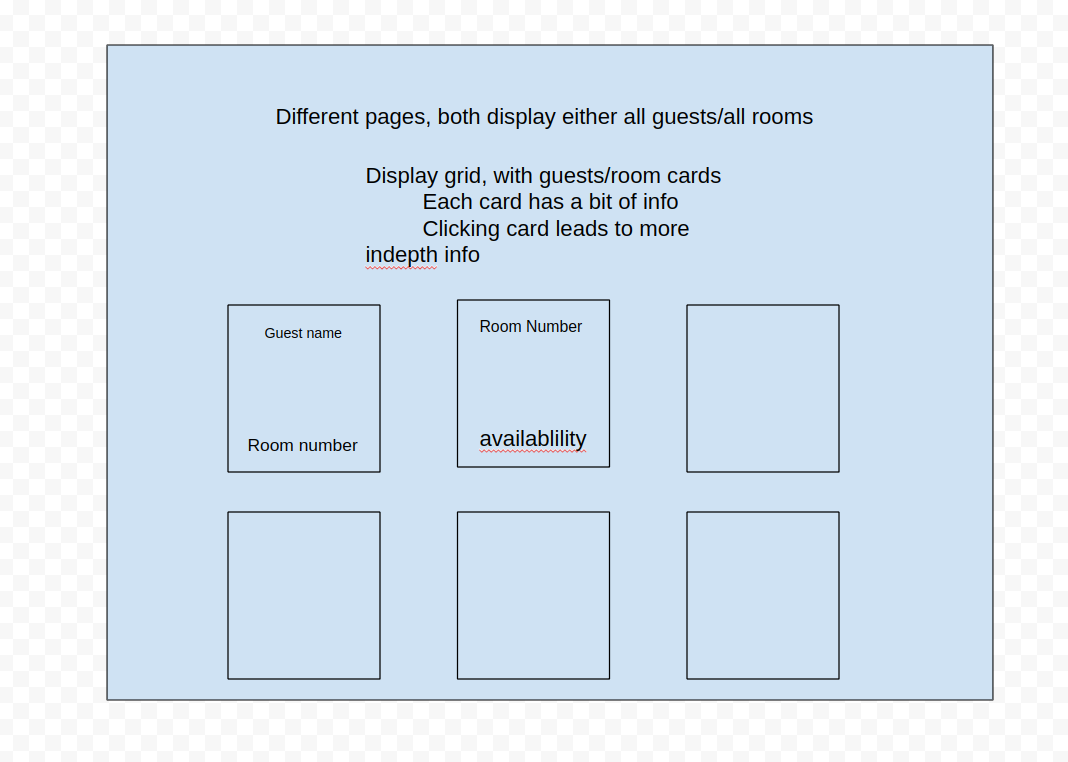 Different pages, both display either all guests/all rooms
Display grid, with guests/room cards
Each card has a bit of info
Clicking card leads to more
indepth info
Guest name
Room number
Room Number
availablility